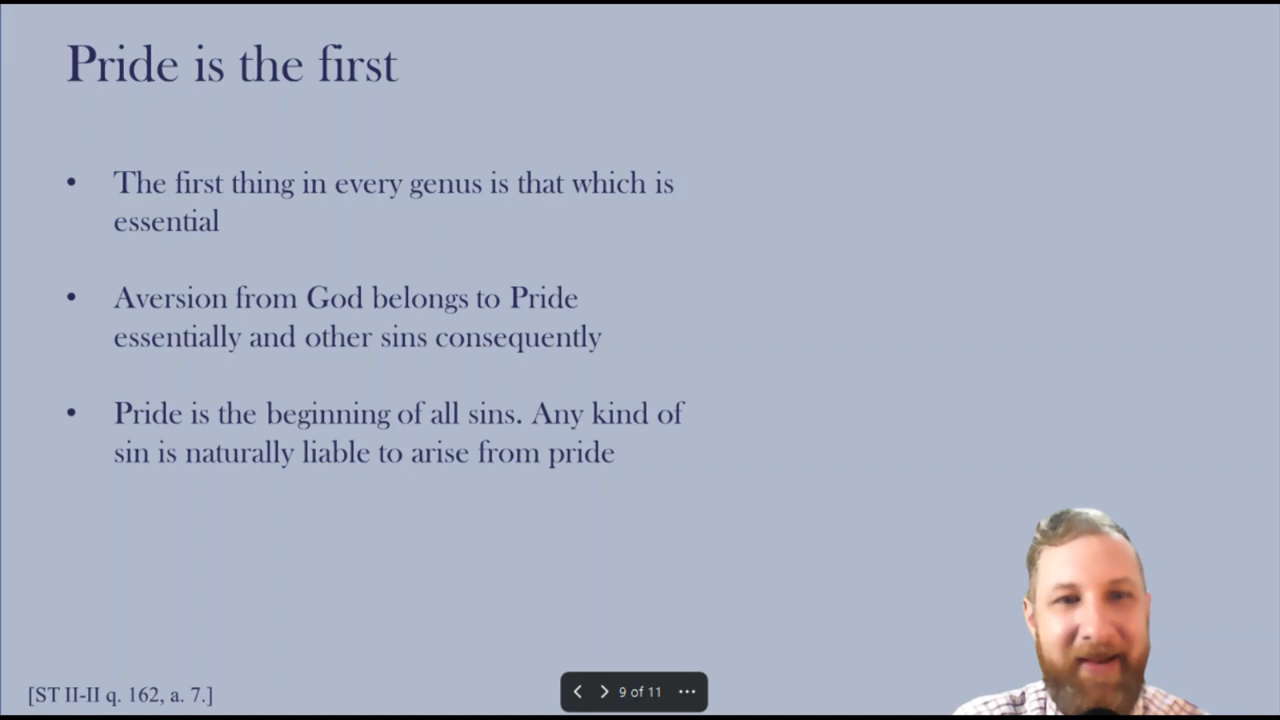 Pride is the first
• The first thing in every genus is that which is
essential
• Aversion from God belongs to Pride
essentially and other sins consequently
• Pride is the beginning of all sins. Any kind of
sin is naturally liable to arise from pride
[ST II-II q. 162, a. 7.]
9 of 11